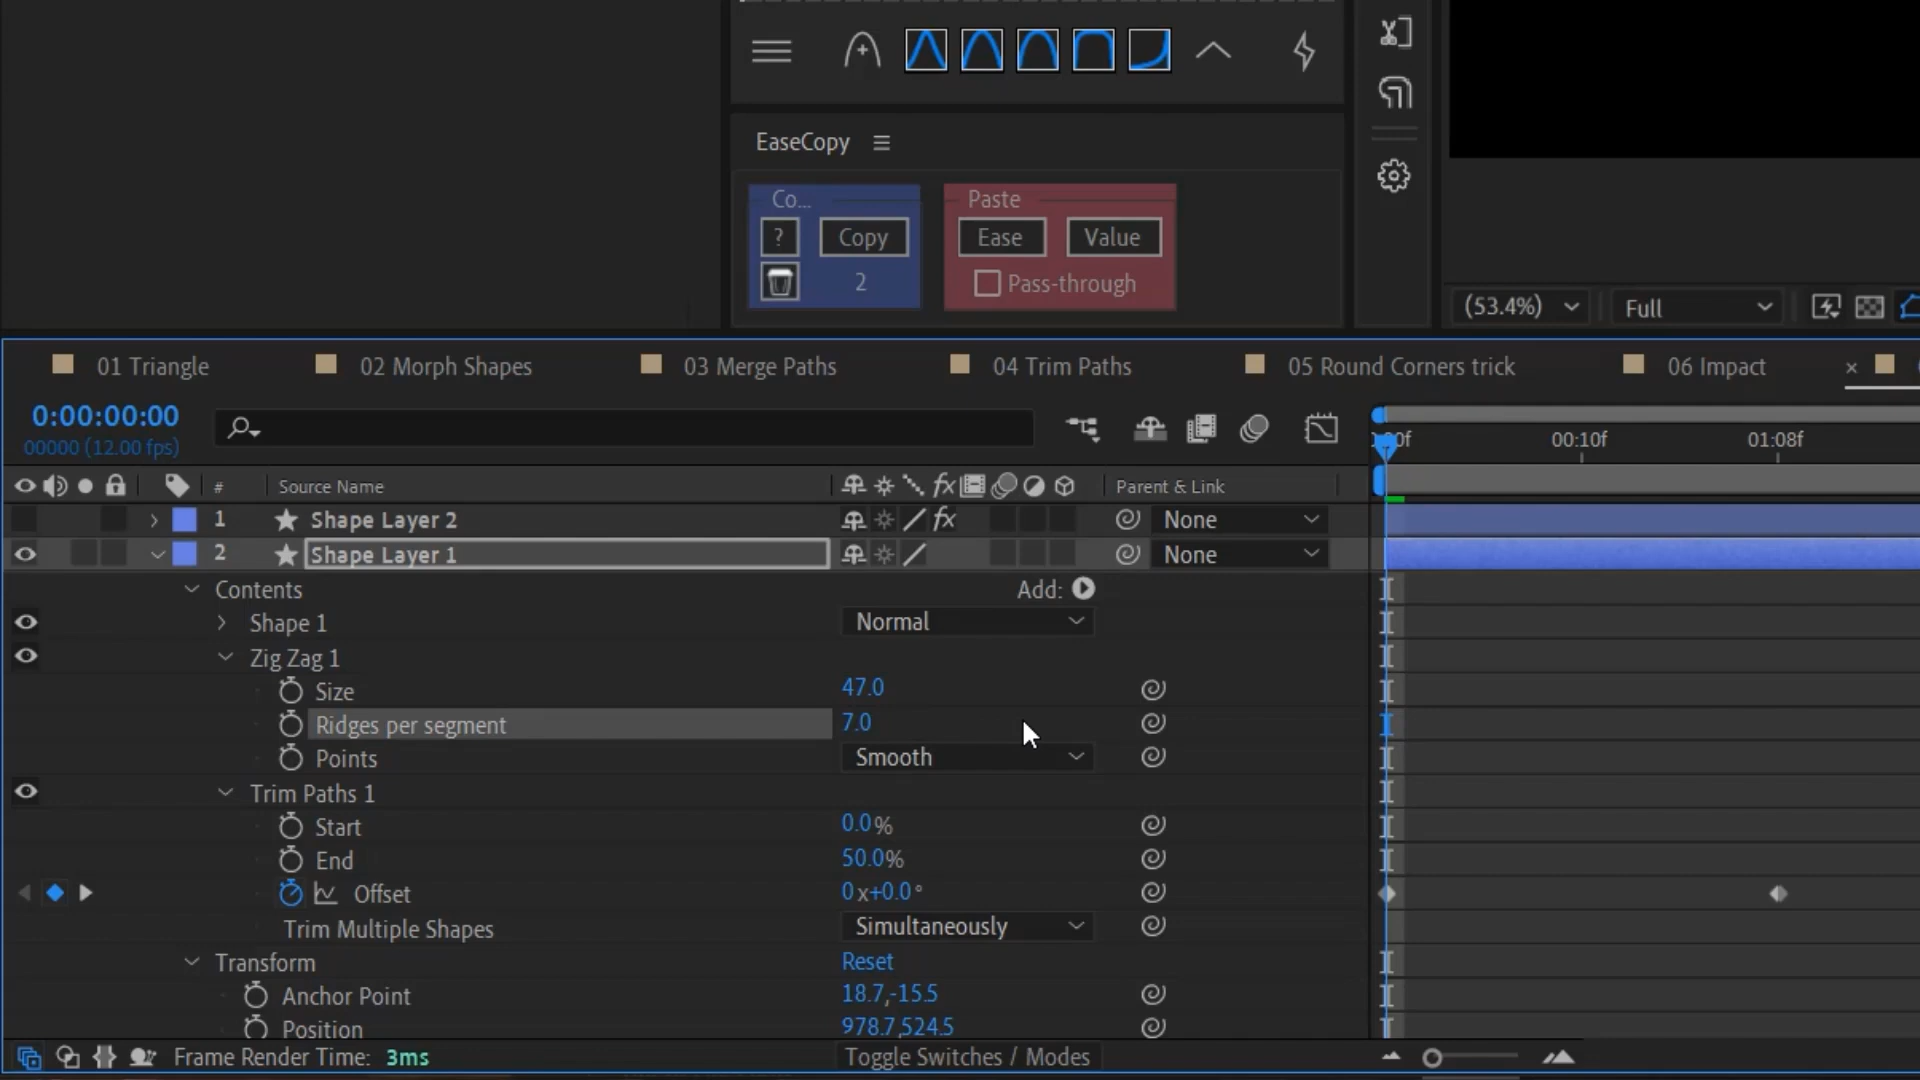 EaseCopy
Co...
Paste
?
Copy
Ease
Value
2
Pass-through
(53.4%)
Full
01 Triangle
02 Morph Shapes
03 Merge Paths
04 Trim Paths
05 Round Corners trick
06 Impact
0:00:00:00
00000 (12.00 fps)
00:10f
01:08f
#
Source Name
fx
Parent & Link
1
Shape Layer 2
fx
None
2
Shape Layer 1
None
Contents
Add:
Shape 1
Normal
Zig Zag 1
Size
47.0
Ridges per segment
7.0
Points
Smooth
Trim Paths 1
Start
0.0%
End
50.0%
Offset
0x+0.0°
Trim Multiple Shapes
Simultaneously
Transform
Reset
Anchor Point
18.7,-15.5
Position
978.7,524.5
Frame Render Time: 3ms
Toggle Switches / Modes